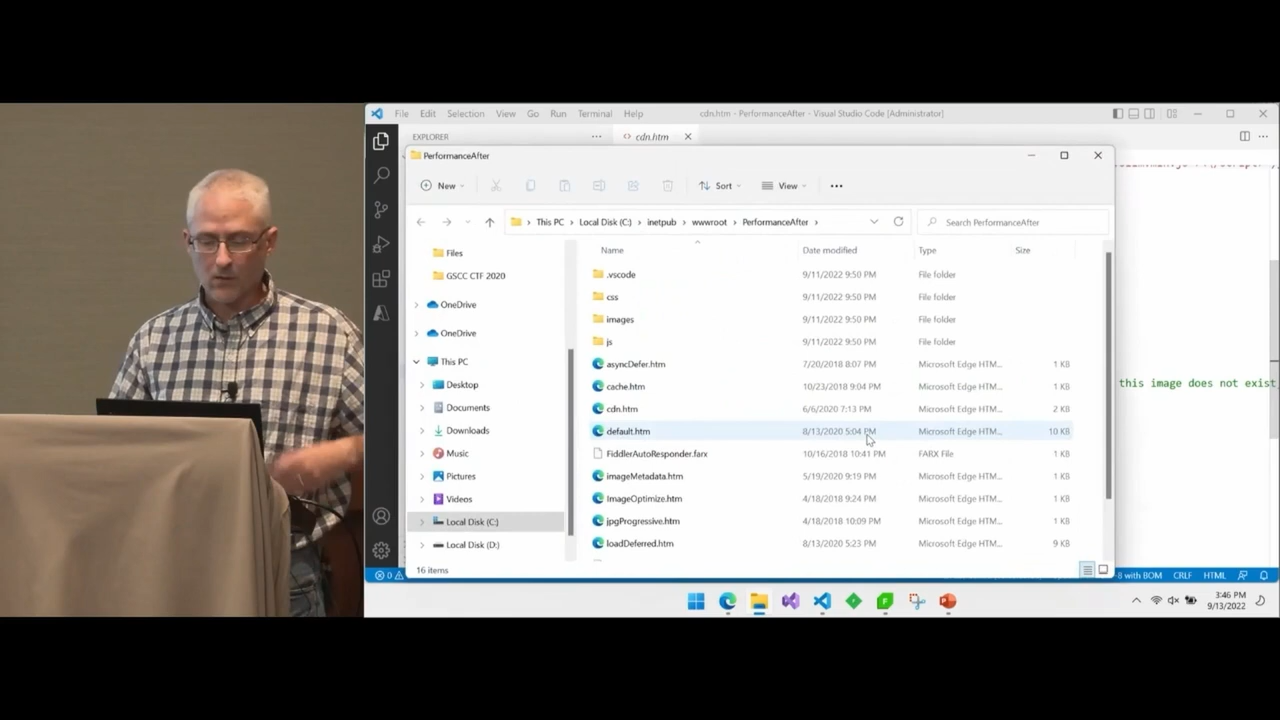 File Edit Selection View Go Run Terminal Help cdn.htm - PerformanceAfter - Visual Studio Code [Administrator]
EXPLORER ··· <> cdn.htm
PerformanceAfter
New Sort View ···
This PC > Local Disk (C:) > inetpub > wwwroot > PerformanceAfter > Search PerformanceAfter
Files
GSCC CTF 2020
OneDrive
OneDrive
This PC
Desktop
Documents
Downloads
Music
Pictures
Videos
Local Disk (C:)
Local Disk (D:)
Name Date modified Type Size
.vscode 9/11/2022 9:50 PM File folder
css 9/11/2022 9:50 PM File folder
images 9/11/2022 9:50 PM File folder
js 9/11/2022 9:50 PM File folder
asyncDefer.htm 7/20/2018 8:07 PM Microsoft Edge HTM... 1 KB
cache.htm 10/23/2018 9:04 PM Microsoft Edge HTM... 1 KB
cdn.htm 6/6/2020 7:13 PM Microsoft Edge HTM... 2 KB
default.htm 8/13/2020 5:04 PM Microsoft Edge HTM... 10 KB
FiddlerAutoResponder.farx 10/16/2018 10:41 PM FARX File 1 KB
imageMetadata.htm 5/19/2020 9:19 PM Microsoft Edge HTM... 1 KB
ImageOptimize.htm 4/18/2018 9:24 PM Microsoft Edge HTM... 1 KB
jpgProgressive.htm 4/18/2018 10:09 PM Microsoft Edge HTM... 1 KB
loadDeferred.htm 8/13/2020 5:23 PM Microsoft Edge HTM... 9 KB
16 items
this image does not exist
0
8 with BOM CRLF HTML
3:46 PM
9/13/2022